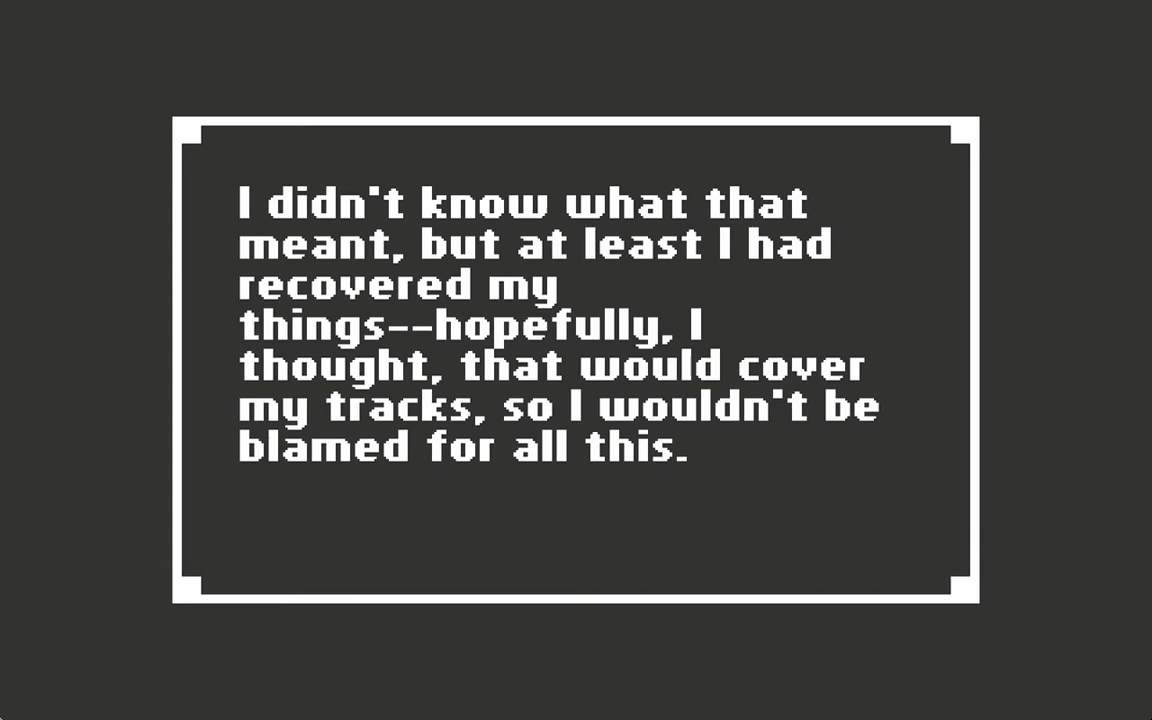 I didn't know what that
meant, but at least I had
recovered my
things--hopefully, I
thought, that would cover
my tracks, so I wouldn't be
blamed for all this.